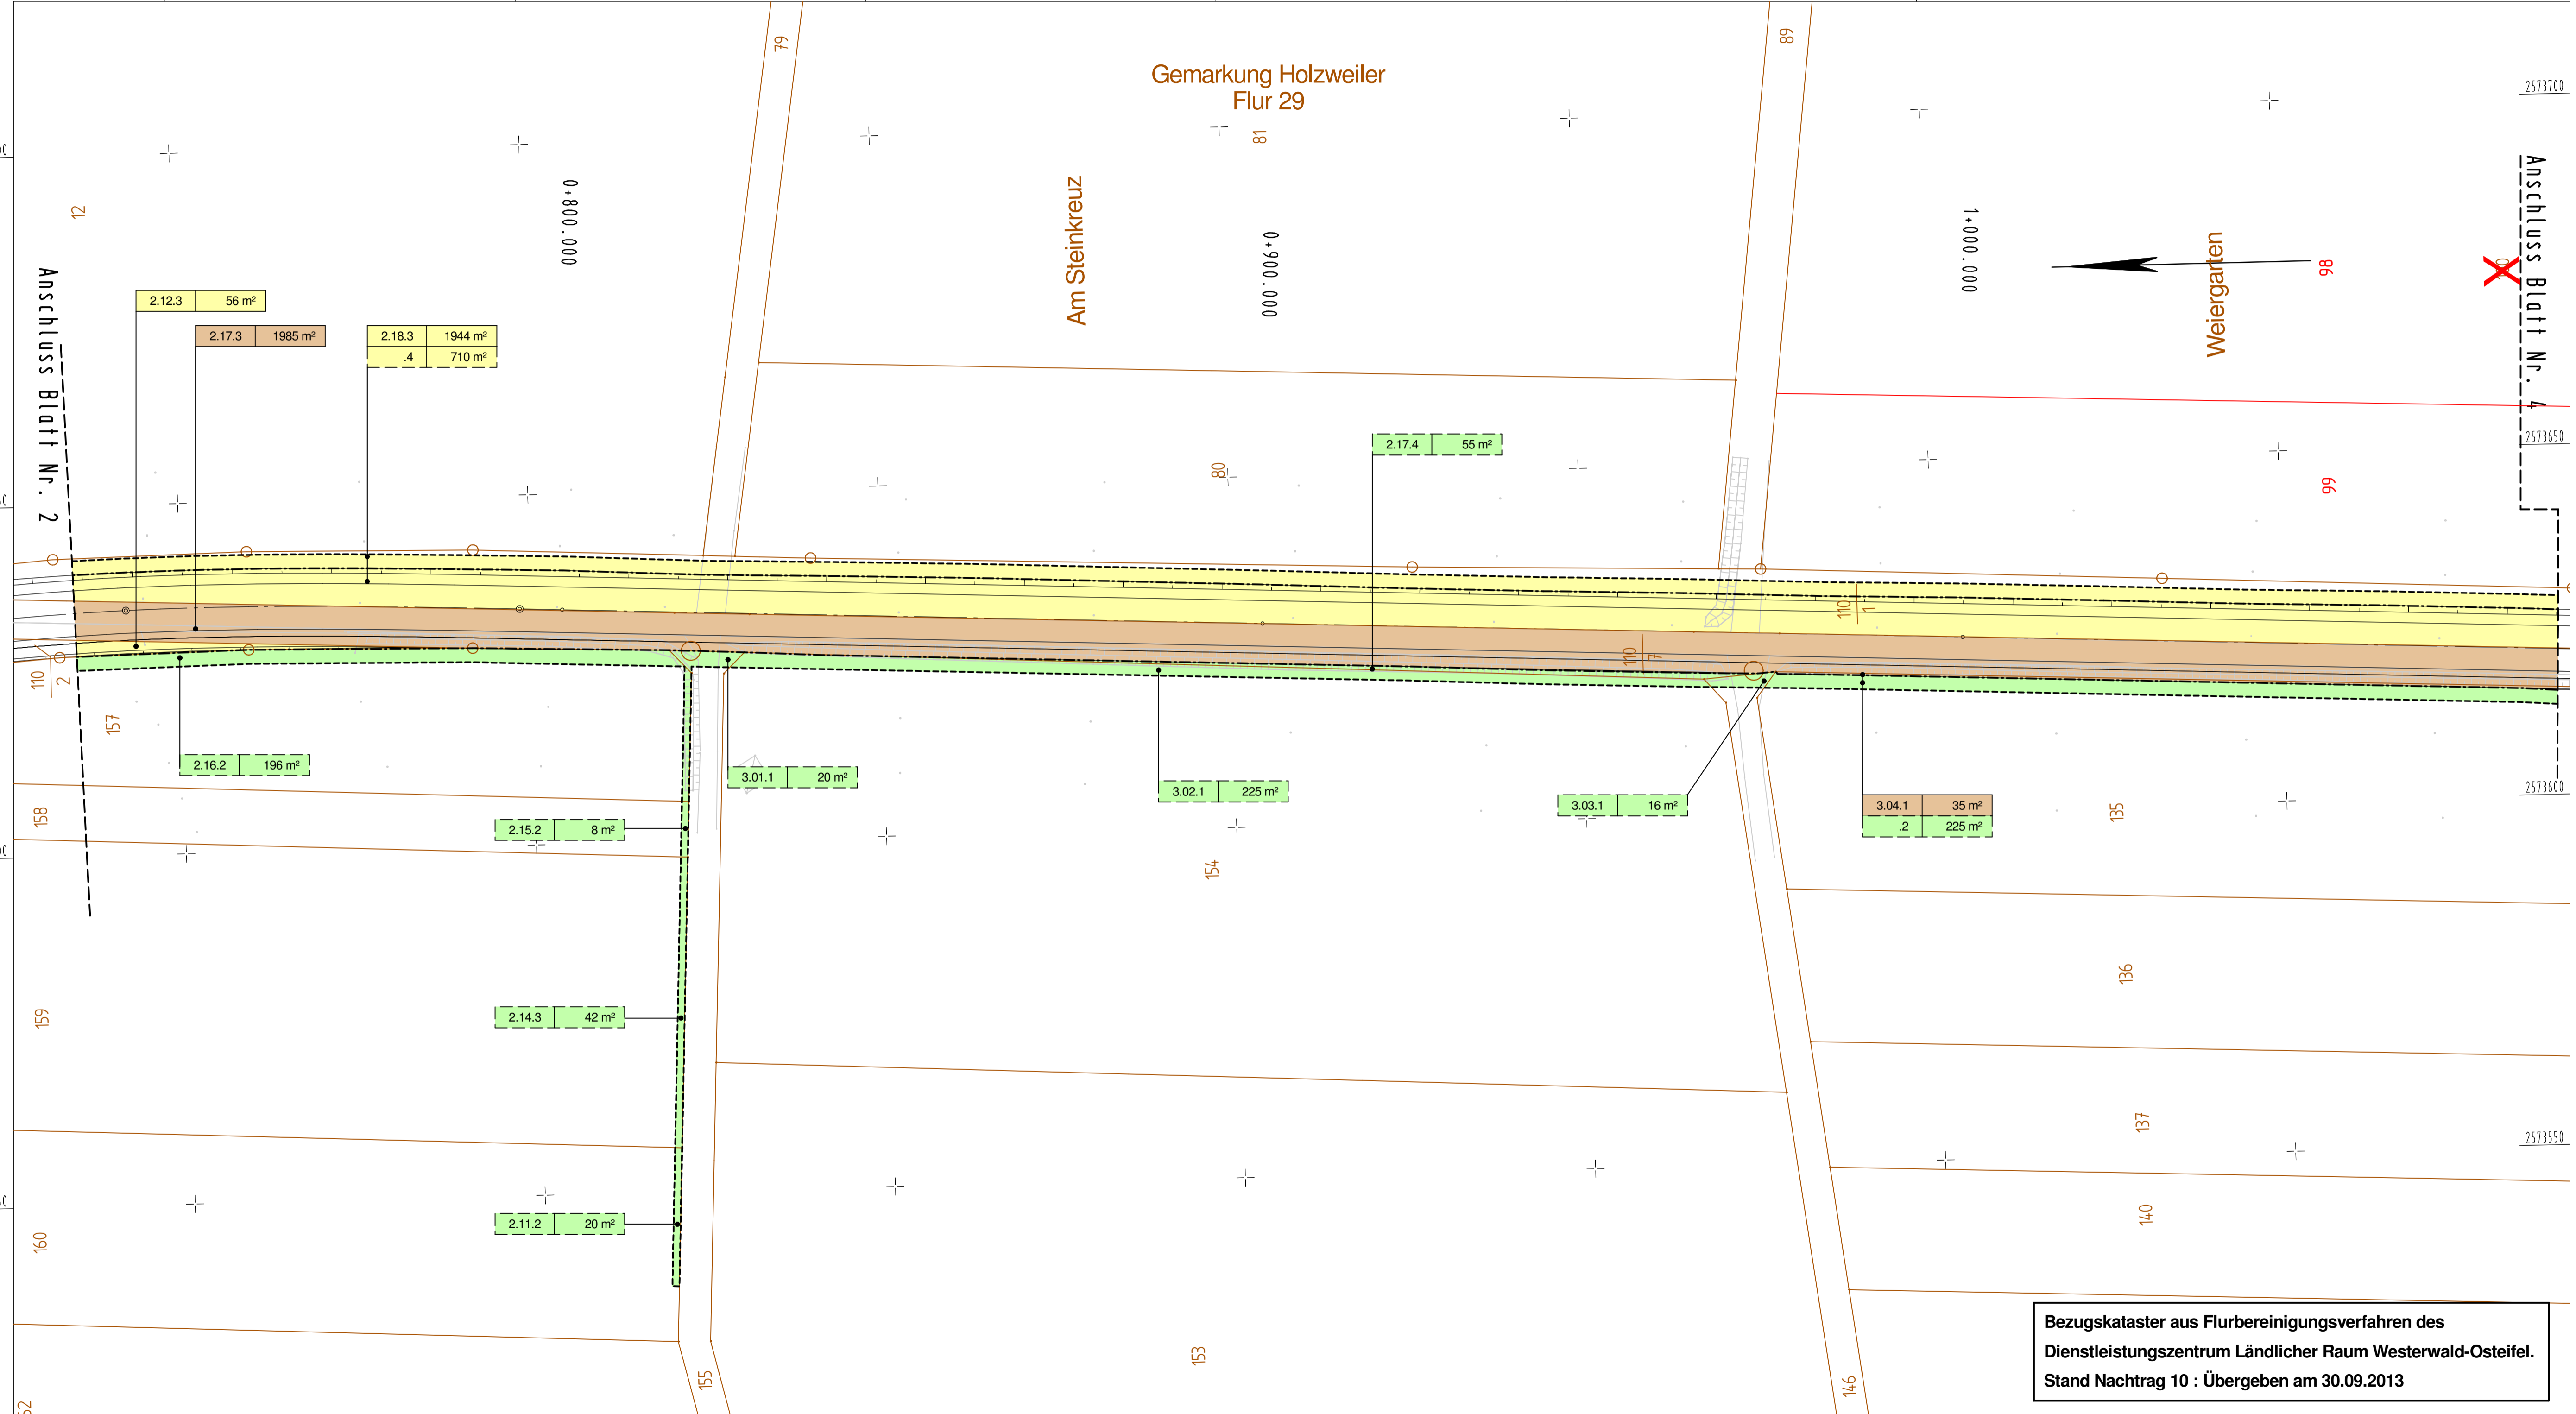 79
89
Gemarkung Holzweiler
Flur 29
2573700
81
12
Am Steinkreuz
0+800.000
0+900.000
1+000.000
Weiergarten
98
Anschluss Blatt Nr. 4
Anschluss Blatt Nr. 2
2.12.3 56 m²
2.17.3 1985 m²
2.18.3 1944 m²
.4 710 m²
2.17.4 55 m²
2573650
80
99
110
1
110
7
110
2
157
2.16.2 196 m²
3.01.1 20 m²
3.02.1 225 m²
3.03.1 16 m²
3.04.1 35 m²
.2 225 m²
2573600
135
158
2.15.2 8 m²
154
136
159
2.14.3 42 m²
137
2573550
160
2.11.2 20 m²
140
153
155
146
Bezugskataster aus Flurbereinigungsverfahren des
Dienstleistungszentrum Ländlicher Raum Westerwald-Osteifel.
Stand Nachtrag 10 : Übergeben am 30.09.2013